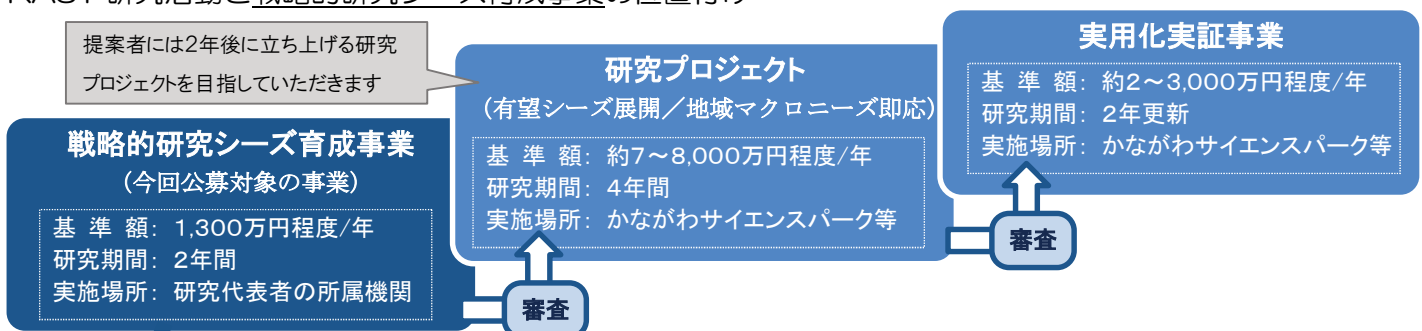 提案者には2年後に立ち上げる研究
プロジェクトを目指していただきます
戦略的研究シーズ育成事業
(今回公募対象の事業)
基 準 額: 1,300万円程度/年
研究期間: 2年間
実施場所: 研究代表者の所属機関
審査
研究プロジェクト
(有望シーズ展開/地域マクロニーズ即応)
基 準 額: 約7~8,000万円程度/年
研究期間: 4年間
実施場所: かながわサイエンスパーク等
審査
実用化実証事業
基 準 額: 約2~3,000万円程度/年
研究期間: 2年更新
実施場所: かながわサイエンスパーク等